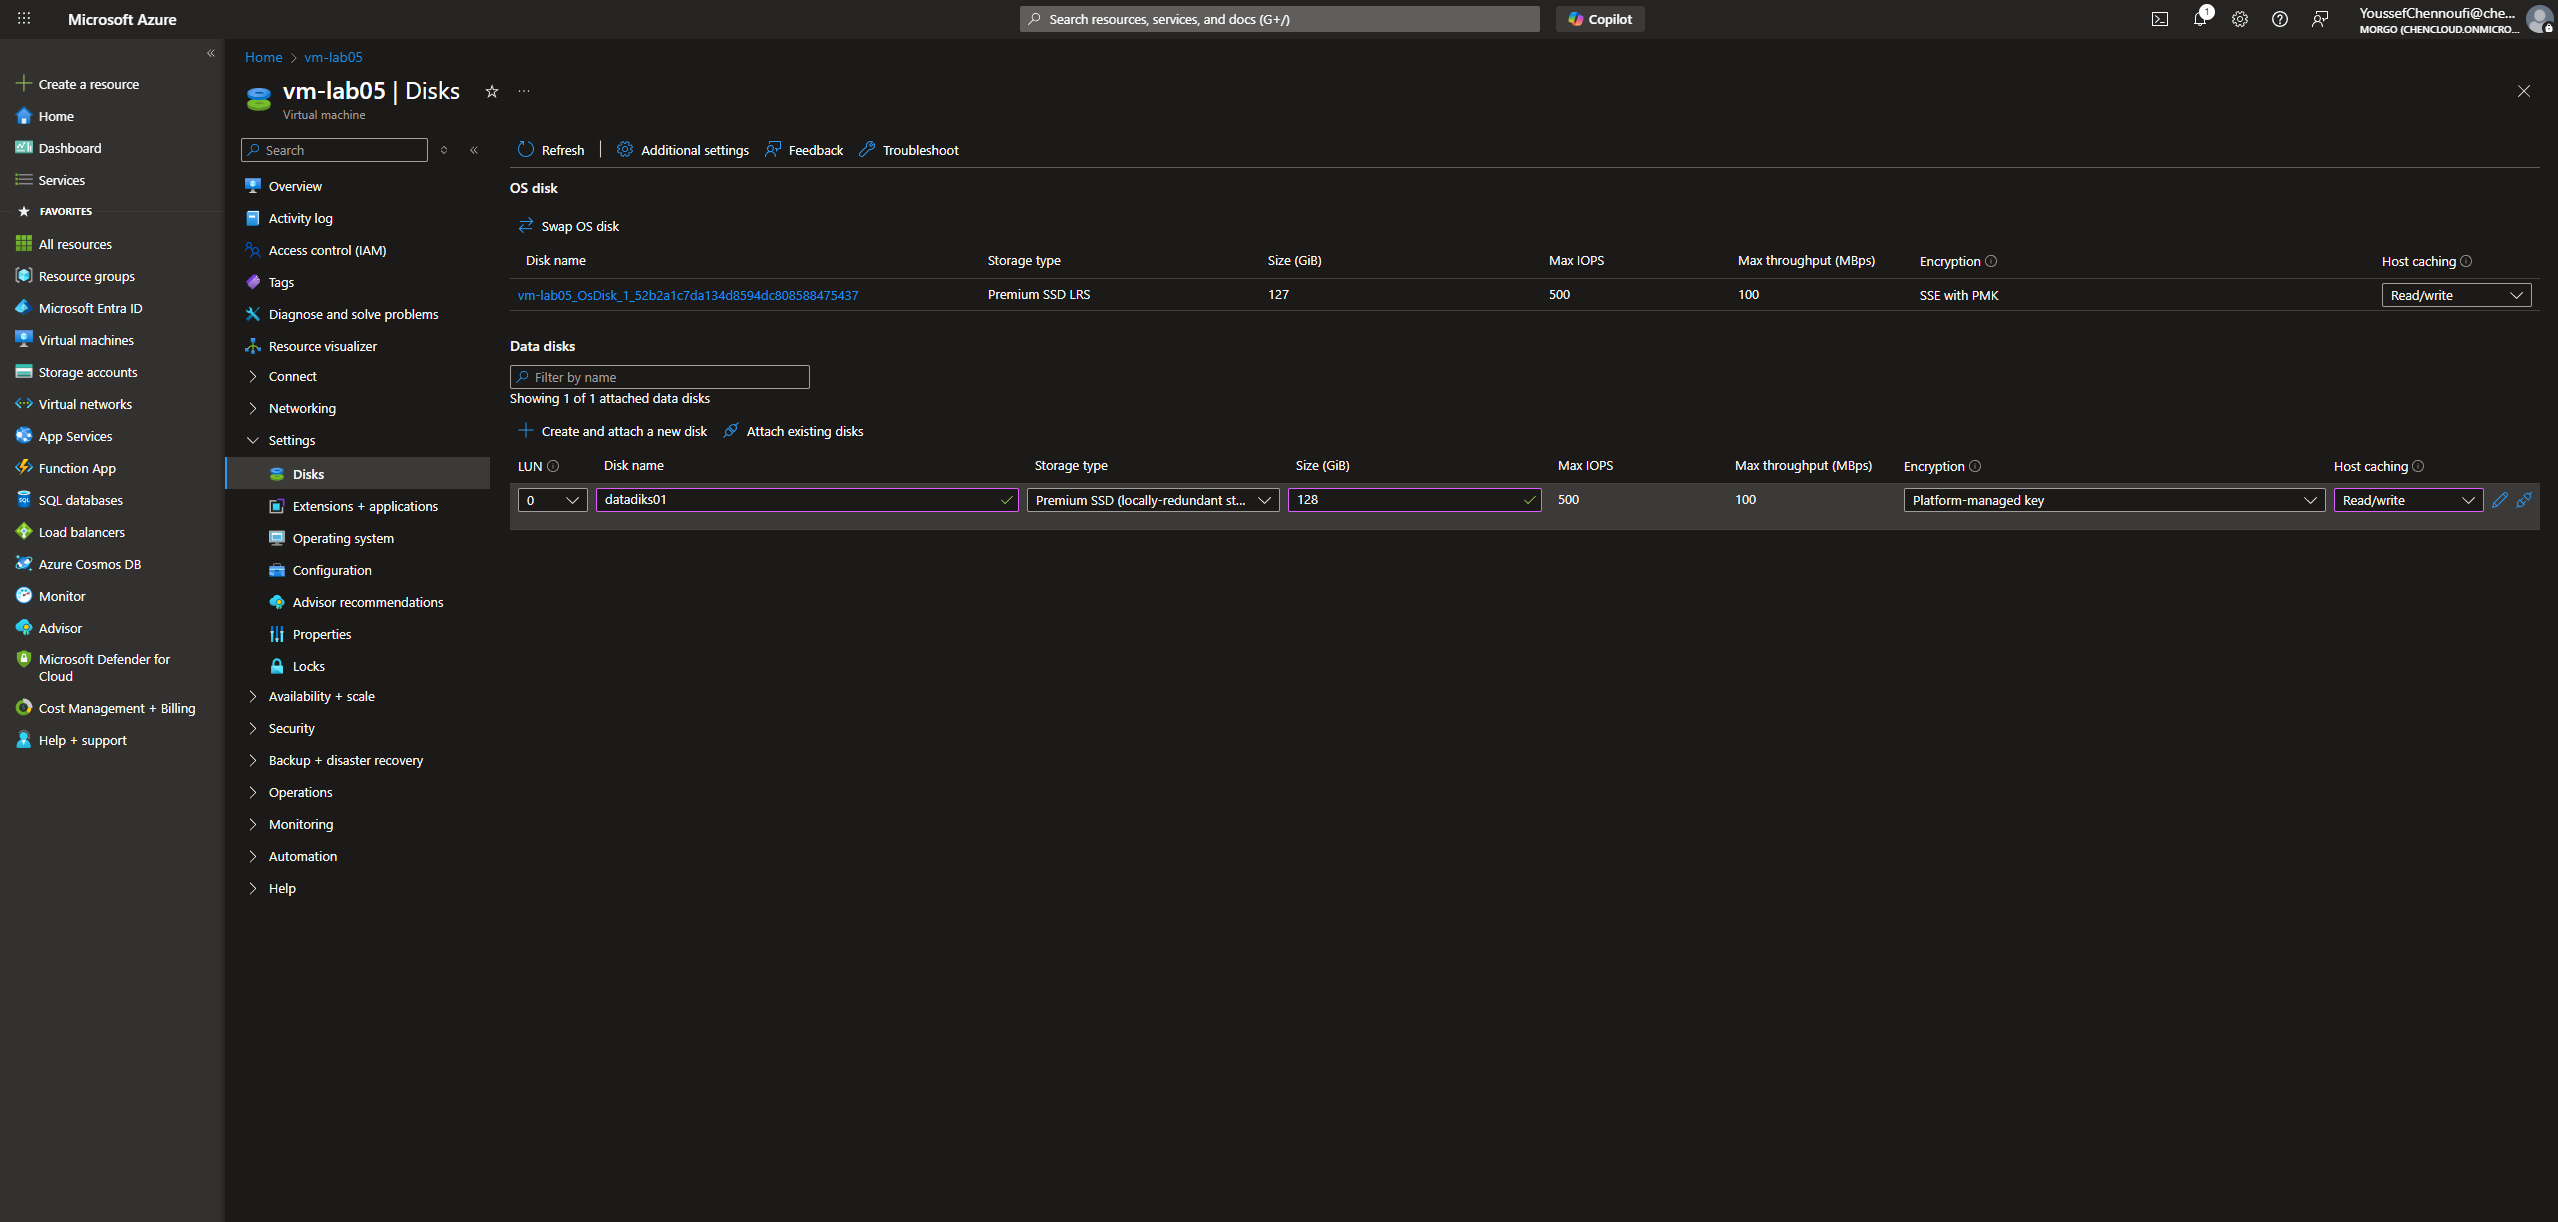 Microsoft Azure
Search resources, services, and docs (G+/)
Copilot
1
YoussefChennoufi@che...
MORGO (CHENCLOUD.ONMICRO...
Create a resource
Home
Dashboard
Services
FAVORITES
All resources
Resource groups
Microsoft Entra ID
Virtual machines
Storage accounts
Virtual networks
App Services
Function App
SQL databases
Load balancers
Azure Cosmos DB
Monitor
Advisor
Microsoft Defender for
Cloud
Cost Management + Billing
Help + support
Home > vm-lab05
vm-lab05 | Disks
Virtual machine
Search
Overview
Activity log
Access control (IAM)
Tags
Diagnose and solve problems
Resource visualizer
Connect
Networking
Settings
Disks
Extensions + applications
Operating system
Configuration
Advisor recommendations
Properties
Locks
Availability + scale
Security
Backup + disaster recovery
Operations
Monitoring
Automation
Help
Refresh | Additional settings Feedback Troubleshoot
OS disk
Swap OS disk
Disk name Storage type Size (GiB) Max IOPS Max throughput (MBps) Encryption Host caching
vm-lab05_OsDisk_1_52b2a1c7da134d8594dc808588475437 Premium SSD LRS 127 500 100 SSE with PMK Read/write
Data disks
Filter by name
Showing 1 of 1 attached data disks
Create and attach a new disk Attach existing disks
LUN Disk name Storage type Size (GiB) Max IOPS Max throughput (MBps) Encryption Host caching
0 datadiks01 Premium SSD (locally-redundant st... 128 500 100 Platform-managed key Read/write